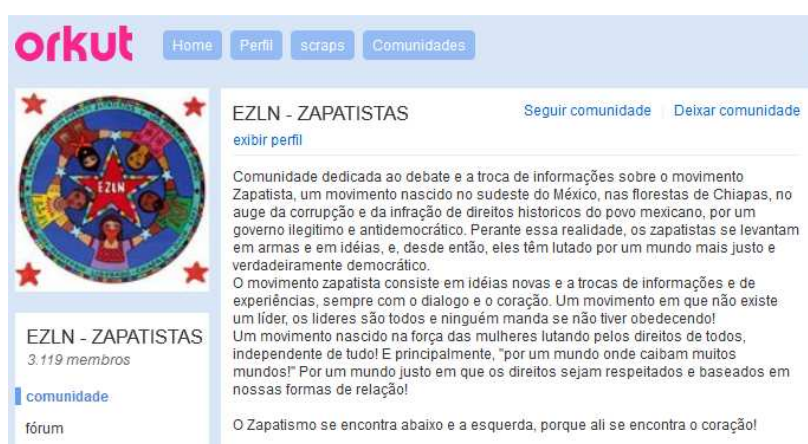 orkut
Home Perfil scraps Comunidades
EZLN
EZLN - ZAPATISTAS
Seguir comunidade Deixar comunidade
exibir perfil
Comunidade dedicada ao debate e a troca de informações sobre o movimento
Zapatista, um movimento nascido no sudeste do México, nas florestas de Chiapas, no
auge da corrupção e da infração de direitos historicos do povo mexicano, por um
governo ilegitimo e antidemocrático. Perante essa realidade, os zapatistas se levantam
em armas e em idéias, e, desde então, eles têm lutado por um mundo mais justo e
verdadeiramente democrático.
O movimento zapatista consiste em idéias novas e a trocas de informações e de
experiências, sempre com o dialogo e o coração. Um movimento em que não existe
um líder, os lideres são todos e ninguém manda se não tiver obedecendo!
Um movimento nascido na força das mulheres lutando pelos direitos de todos,
independente de tudo! E principalmente, "por um mundo onde caibam muitos
mundos!" Por um mundo justo em que os direitos sejam respeitados e baseados em
nossas formas de relação!
O Zapatismo se encontra abaixo e a esquerda, porque ali se encontra o coração!
EZLN - ZAPATISTAS
3.119 membros
comunidade
fórum